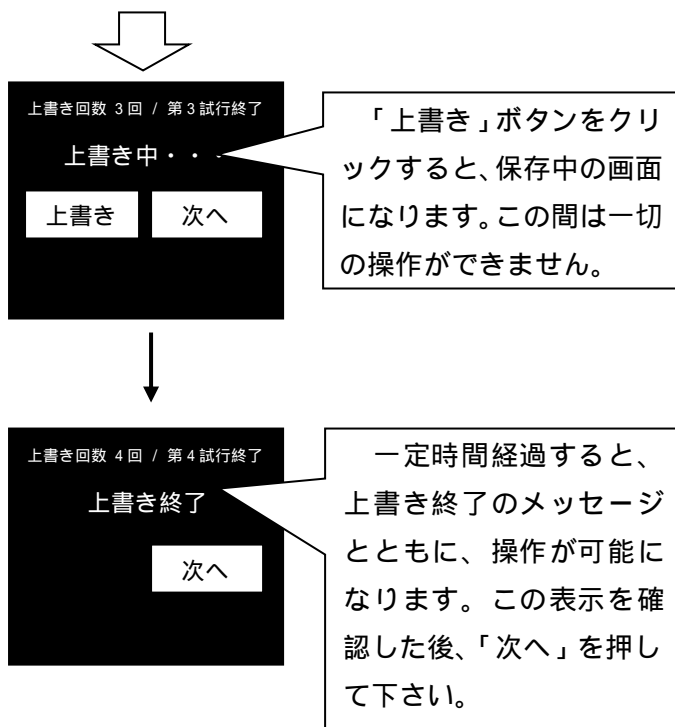 上書き回数 3回 / 第3試行終了
上書き中・・・
上書き 次へ
「上書き」ボタンをクリ
ックすると、保存中の画面
になります。この間は一切
の操作ができません。
上書き回数 4回 / 第4試行終了
上書き終了
次へ
一定時間経過すると、
上書き終了のメッセージ
とともに、操作が可能に
なります。この表示を確
認した後、「次へ」を押し
て下さい。